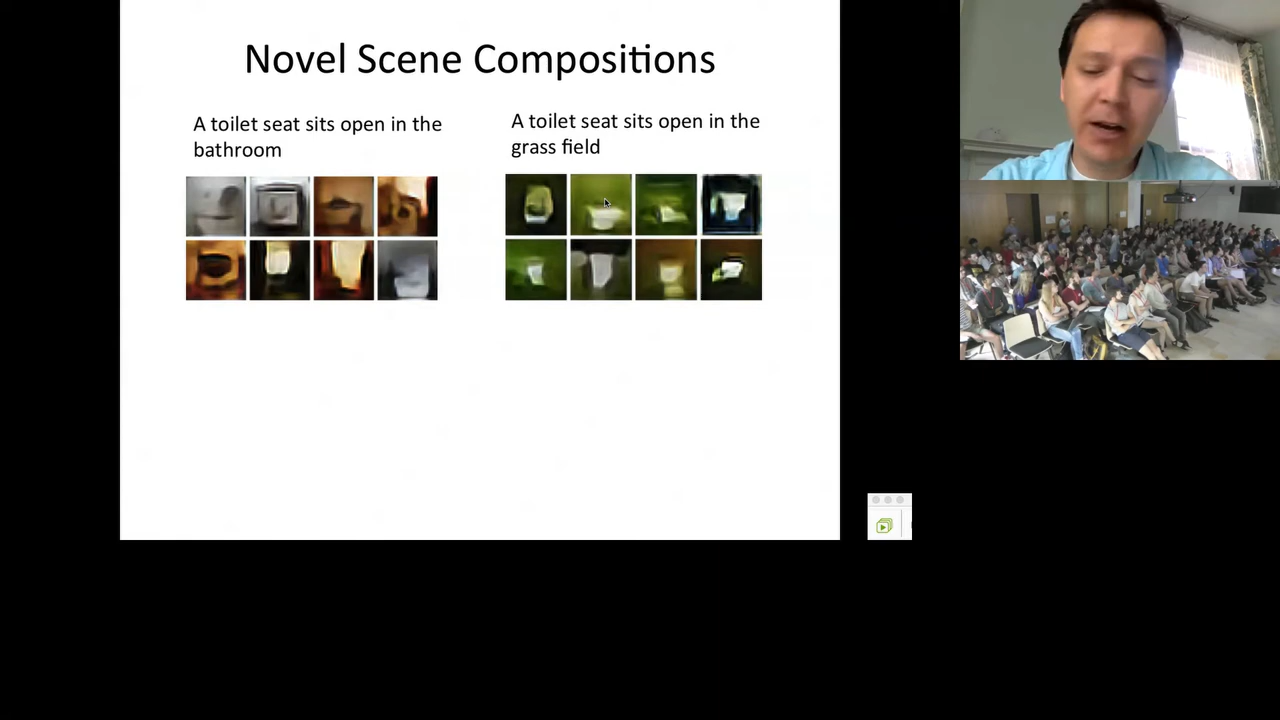 Novel Scene Compositions
A toilet seat sits open in the
bathroom
A toilet seat sits open in the
grass field